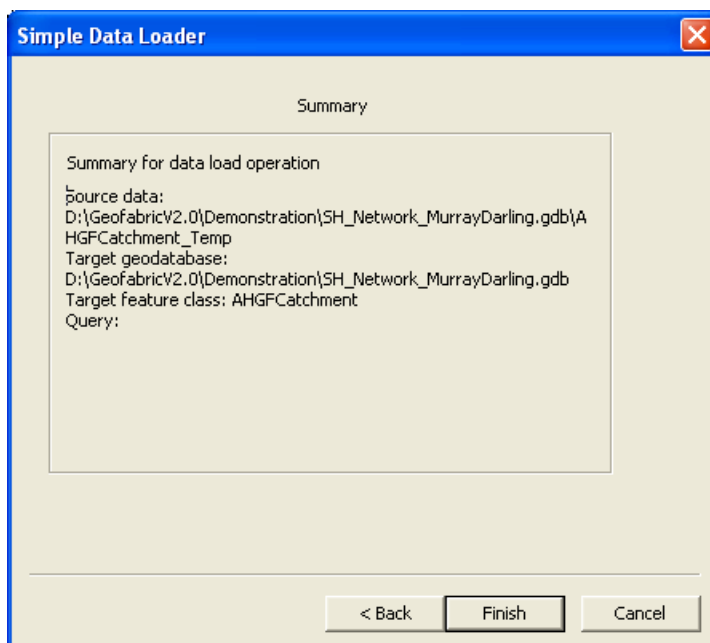 Simple Data Loader
Summary
Summary for data load operation
Source data:
D:\GeofabricV2.0\Demonstration\SH_Network_MurrayDarling.gdb\A
HGFCatchment_Temp
Target geodatabase:
D:\GeofabricV2.0\Demonstration\SH_Network_MurrayDarling.gdb
Target feature class: AHGFCatchment
Query:
< Back Finish Cancel